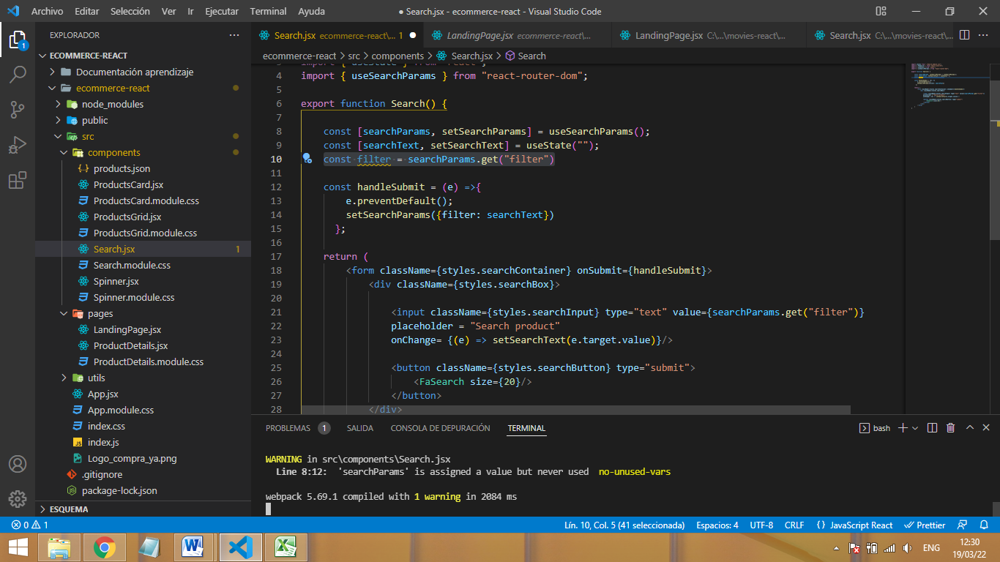 Archivo Editar Selección Ver Ir Ejecutar Terminal Ayuda
● Search.jsx - ecommerce-react - Visual Studio Code
EXPLORADOR
ECOMMERCE-REACT
Documentación aprendizaje
ecommerce-react
node_modules
public
src
components
products.json
ProductsCard.jsx
ProductsCard.module.css
ProductsGrid.jsx
ProductsGrid.module.css
Search.jsx 1
Search.module.css
Spinner.jsx
Spinner.module.css
pages
LandingPage.jsx
ProductDetails.jsx
ProductDetails.module.css
utils
App.jsx
App.module.css
index.css
index.js
Logo_compra_ya.png
.gitignore
package-lock.json
ESQUEMA
1
Search.jsx ecommerce-react\... 1 ●
LandingPage.jsx ecommerce-react\...
LandingPage.jsx C:\...\movies-react\...
Search.jsx C:\...\movies-react\...
ecommerce-react > src > components > Search.jsx > Search
4 import { useSearchParams } from "react-router-dom";
5
6 export function Search() {
7
8 const [searchParams, setSearchParams] = useSearchParams();
9 const [searchText, setSearchText] = useState("");
10 const filter = searchParams.get("filter")
11
12 const handleSubmit = (e) =>{
13 e.preventDefault();
14 setSearchParams({filter: searchText})
15 };
16
17 return (
18 <form className={styles.searchContainer} onSubmit={handleSubmit}>
19 <div className={styles.searchBox}>
20
21 <input className={styles.searchInput} type="text" value={searchParams.get("filter")}
22 placeholder = "Search product"
23 onChange= {(e) => setSearchText(e.target.value)}/>
24
25 <button className={styles.searchButton} type="submit">
26 <FaSearch size={20}/>
27 </button>
28 </div>
PROBLEMAS 1 SALIDA CONSOLA DE DEPURACIÓN TERMINAL
bash
WARNING in src\components\Search.jsx
Line 8:12: 'searchParams' is assigned a value but never used no-unused-vars
webpack 5.69.1 compiled with 1 warning in 2084 ms
0 1
Lín. 10, Col. 5 (41 seleccionada) Espacios: 4 UTF-8 CRLF {} JavaScript React Prettier
ENG
12:30
19/03/22